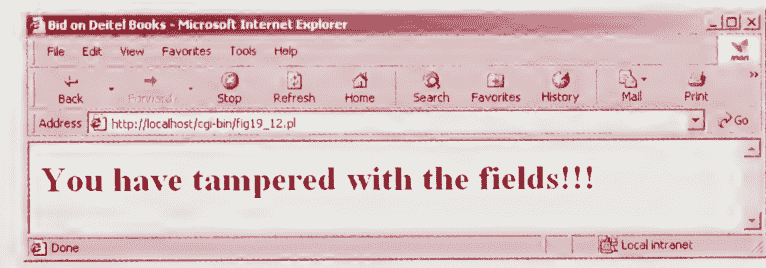 Bid on Deitel Books - Microsoft Internet Explorer
File Edit View Favorites Tools Help
msn
Back Forward Stop Refresh Home Search Favorites History Mail Print
Address http://localhost/cgi-bin/fig19_12.pl Go
You have tampered with the fields!!!
Done Local intranet